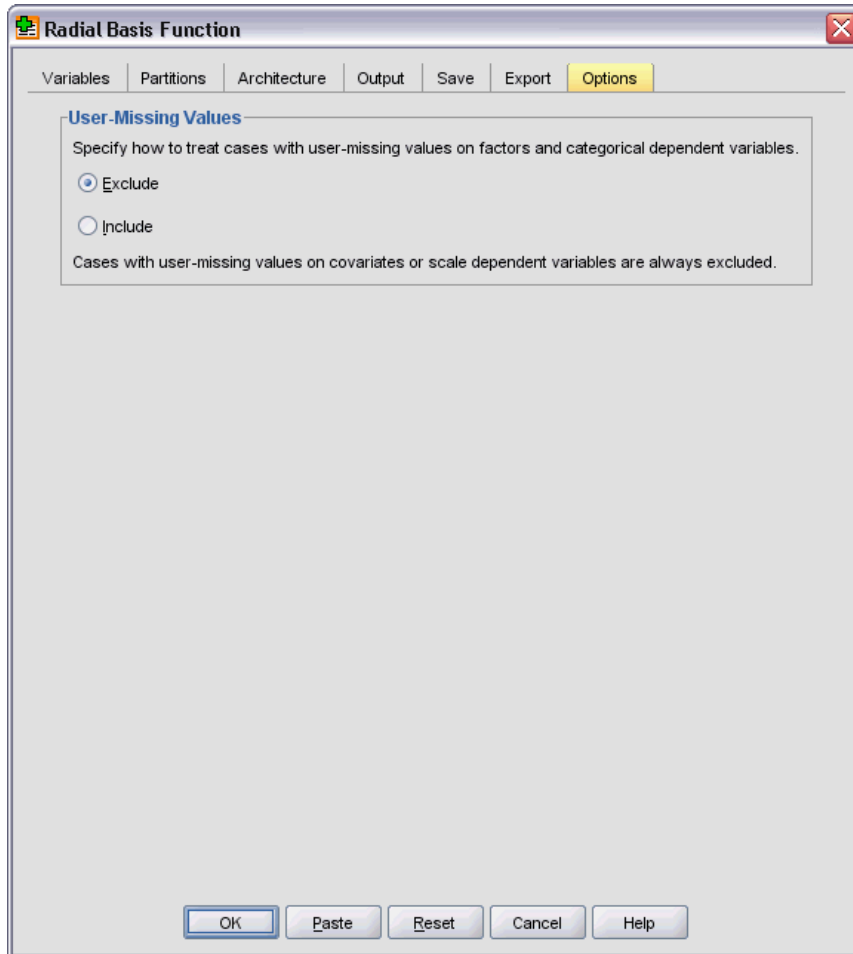 Radial Basis Function
Variables Partitions Architecture Output Save Export Options
User-Missing Values
Specify how to treat cases with user-missing values on factors and categorical dependent variables.
Exclude
Include
Cases with user-missing values on covariates or scale dependent variables are always excluded.
OK Paste Reset Cancel Help